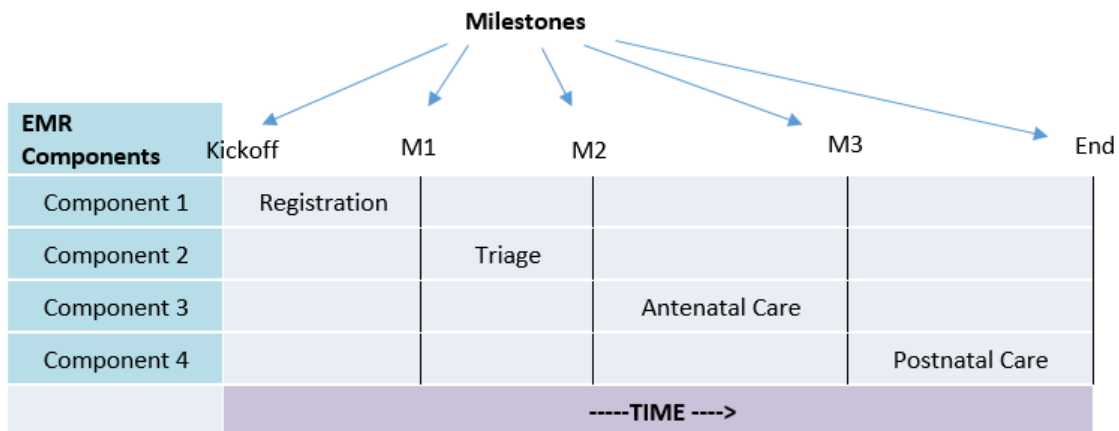 Milestones
EMR
Components
Kickoff
M1
M2
M3
End
Component 1
Registration
Component 2
Triage
Component 3
Antenatal Care
Component 4
Postnatal Care
-----TIME ---->